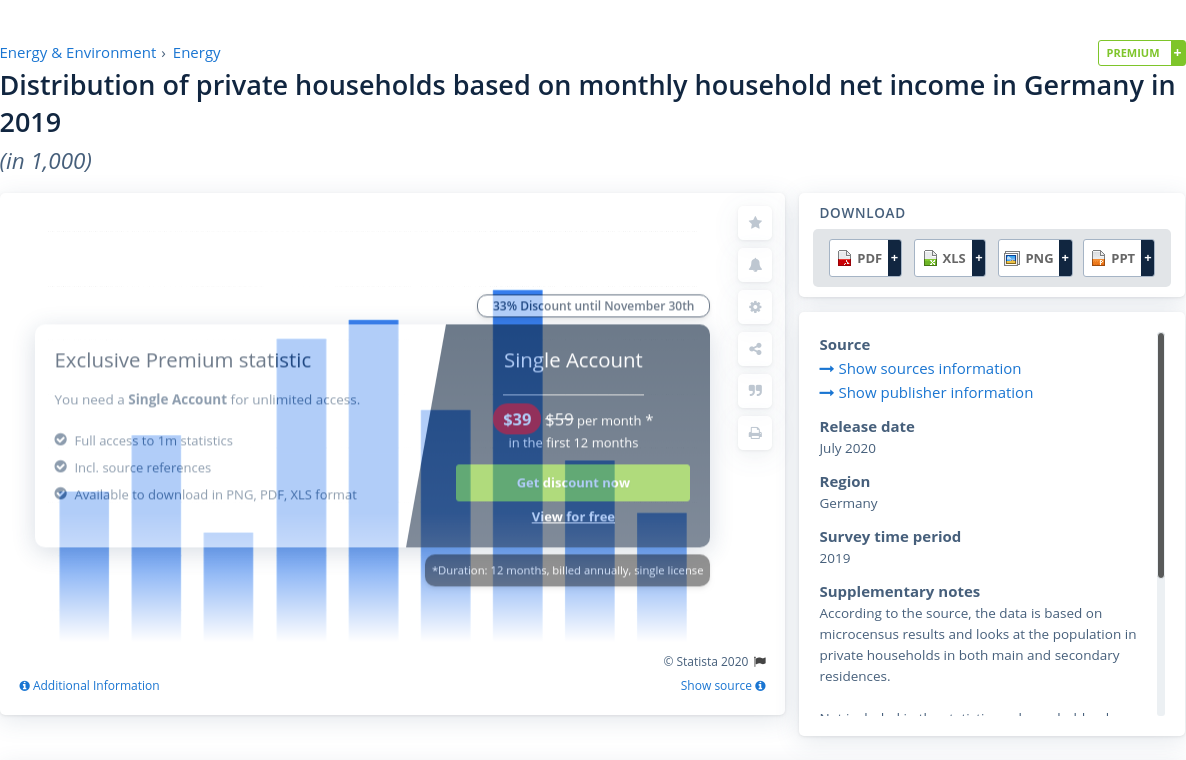 Energy & Environment › Energy
PREMIUM +
Distribution of private households based on monthly household net income in Germany in
2019
(in 1,000)
33% Discount until November 30th
Exclusive Premium statistic
You need a Single Account for unlimited access.
Full access to 1m statistics
Incl. source references
Available to download in PNG, PDF, XLS format
Single Account
$39 $59 per month *
in the first 12 months
Get discount now
View for free
*Duration: 12 months, billed annually, single license
© Statista 2020
Additional Information
Show source
DOWNLOAD
PDF + XLS + PNG + PPT +
Source
Show sources information
Show publisher information
Release date
July 2020
Region
Germany
Survey time period
2019
Supplementary notes
According to the source, the data is based on
microcensus results and looks at the population in
private households in both main and secondary
residences.